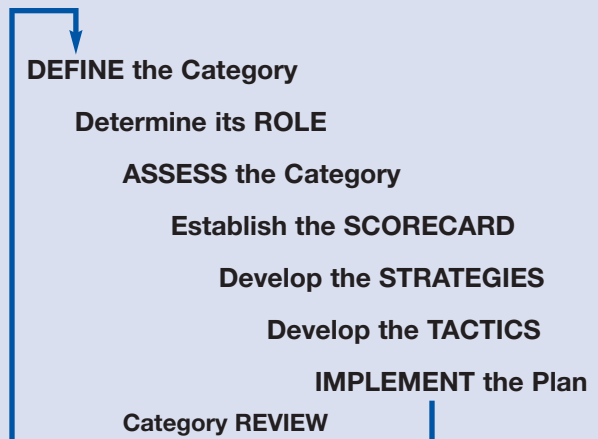 DEFINE the Category
Determine its ROLE
ASSESS the Category
Establish the SCORECARD
Develop the STRATEGIES
Develop the TACTICS
IMPLEMENT the Plan
Category REVIEW